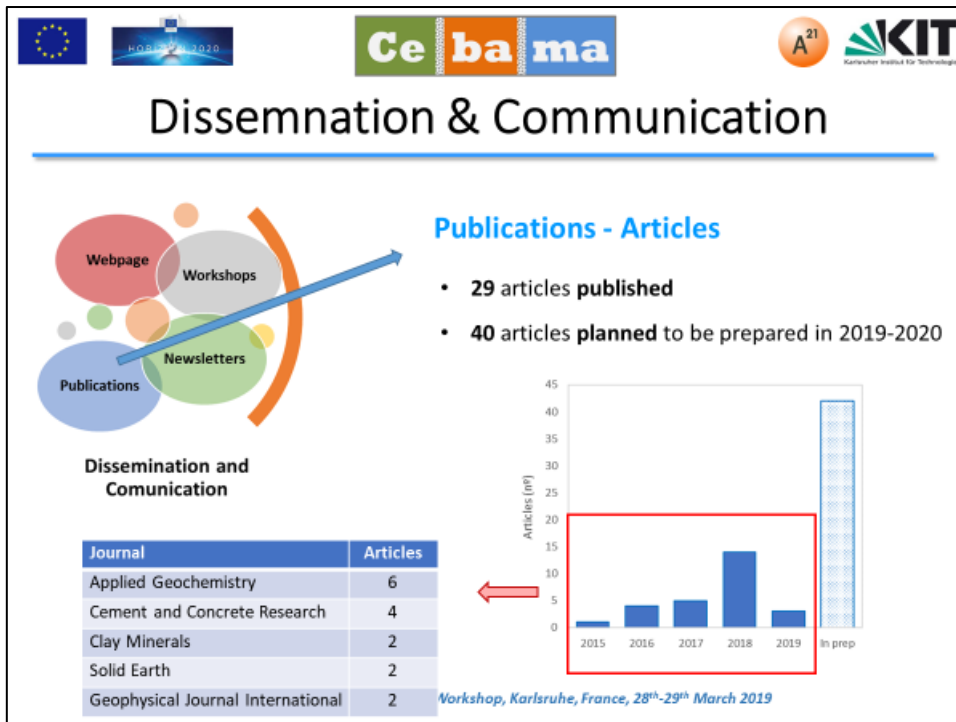 HORIZON 2020
Ce ba ma
A21
KIT
Karlsruher Institut für Technologie
Dissemnation & Communication
Webpage
Workshops
Newsletters
Publications
Dissemination and
Comunication
Publications - Articles
• 29 articles published
• 40 articles planned to be prepared in 2019-2020
Articles (nº)
45
40
35
30
25
20
15
10
5
0
2015 2016 2017 2018 2019 In prep
Journal Articles
Applied Geochemistry 6
Cement and Concrete Research 4
Clay Minerals 2
Solid Earth 2
Geophysical Journal International 2
Workshop, Karlsruhe, France, 28th-29th March 2019